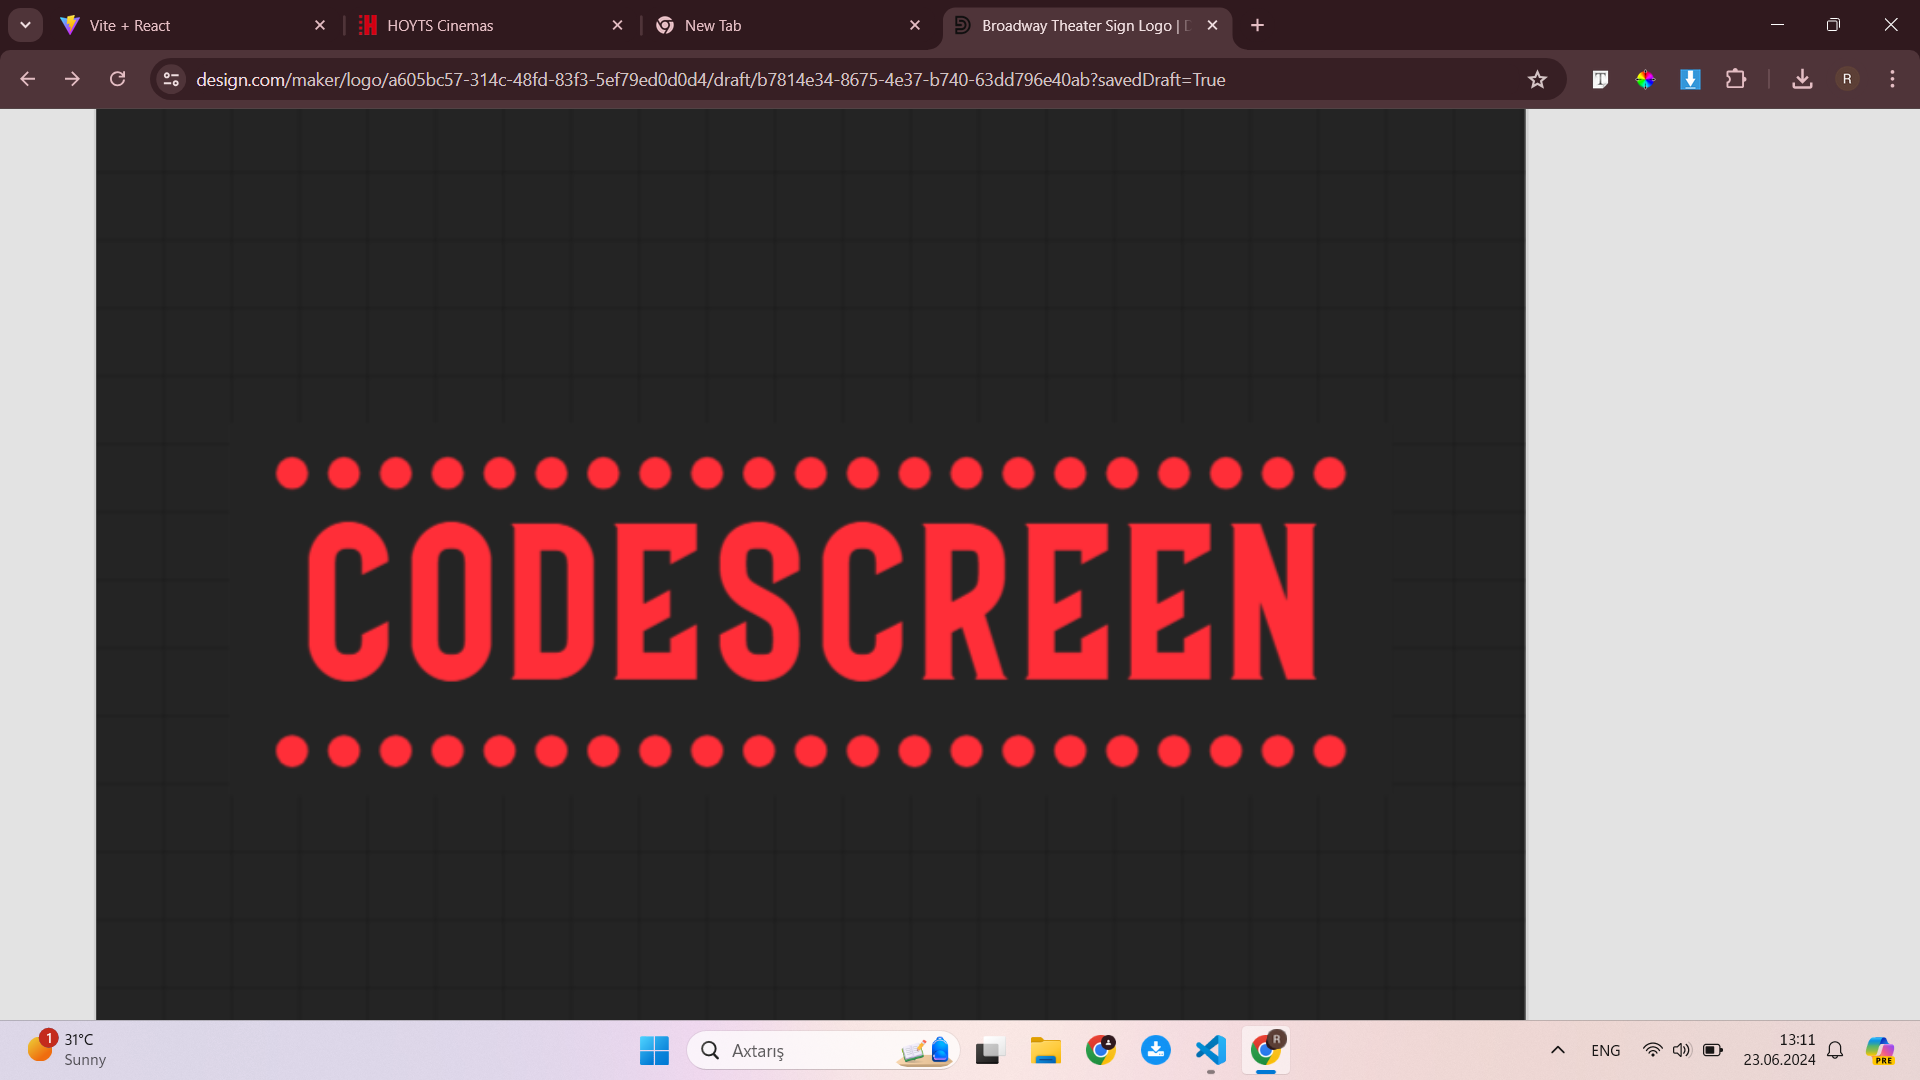 Vite + React
HOYTS Cinemas
New Tab
Broadway Theater Sign Logo |
design.com/maker/logo/a605bc57-314c-48fd-83f3-5ef79ed0d0d4/draft/b7814e34-8675-4e37-b740-63dd796e40ab?savedDraft=True
T
R
CODESCREEN
1
31°C
Sunny
Axtarış
R
ENG
13:11
23.06.2024
PRE